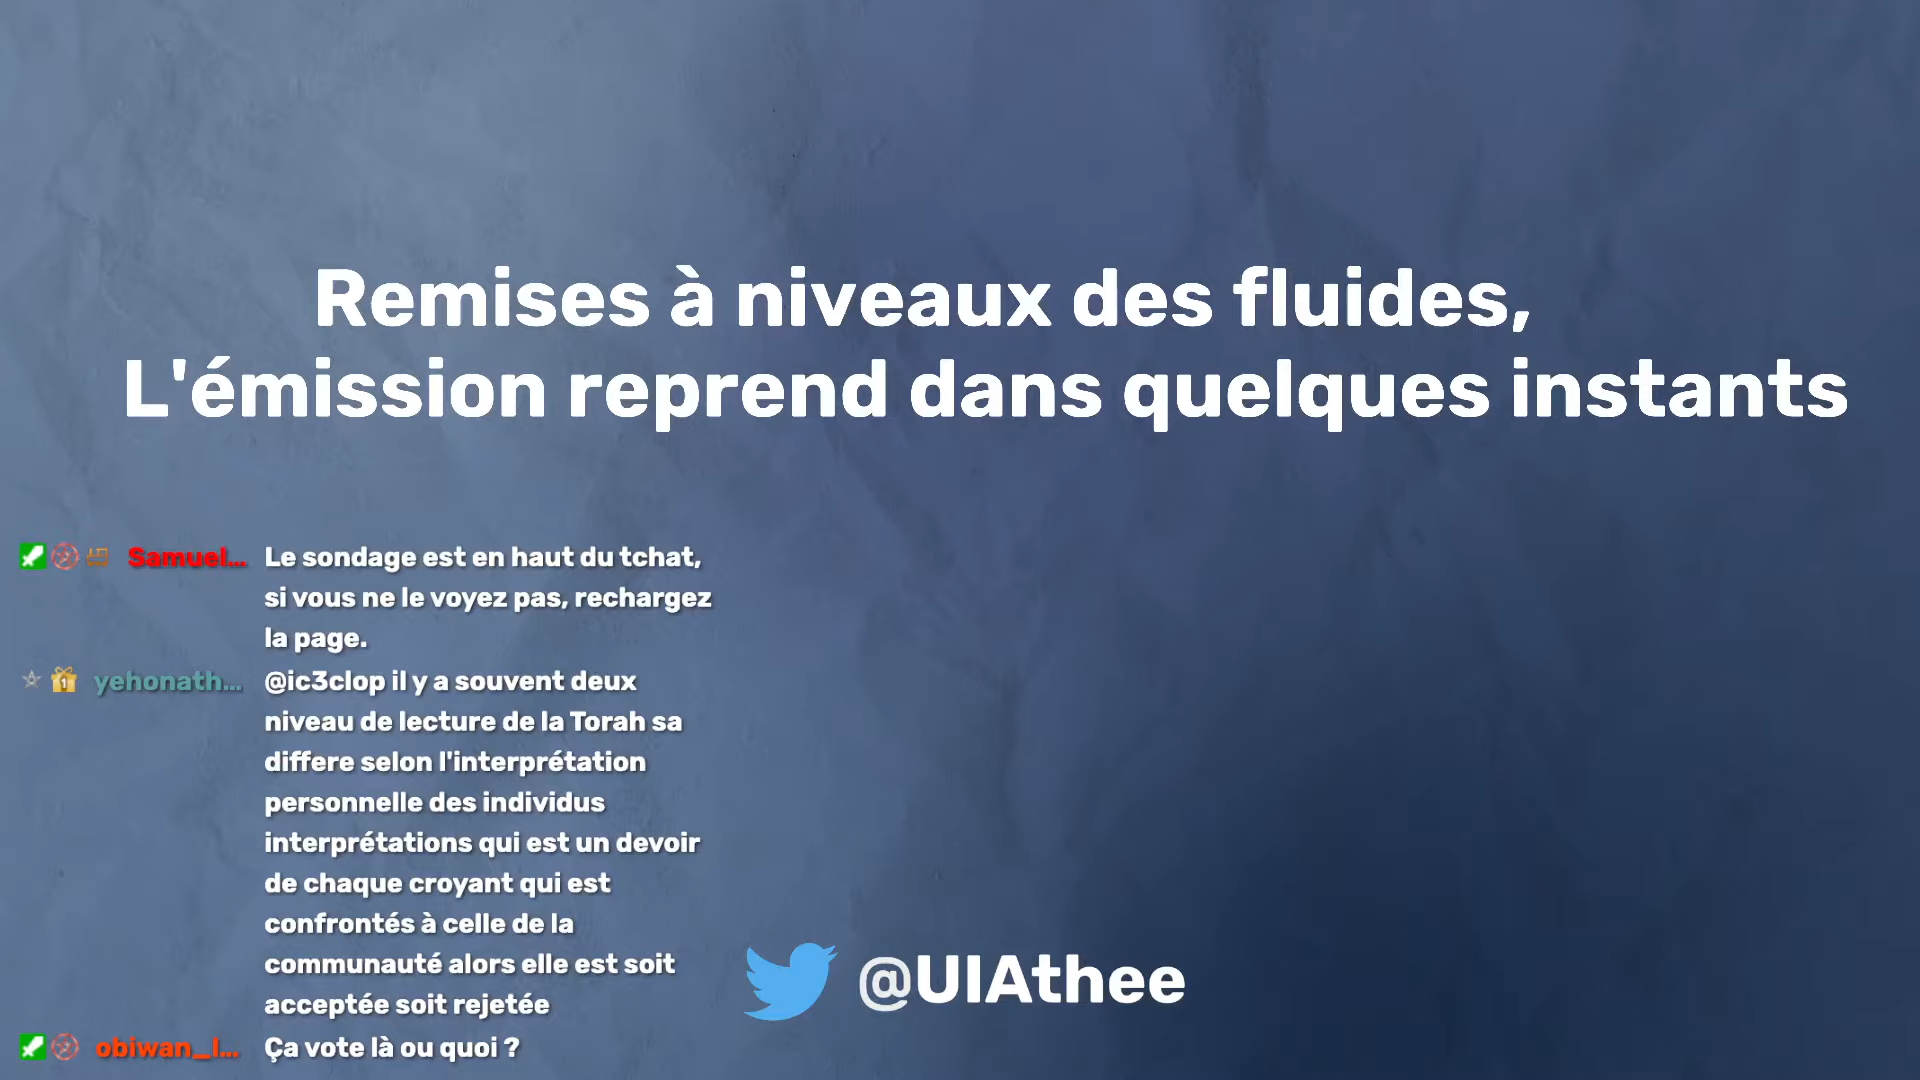 Remises à niveaux des fluides,
L'émission reprend dans quelques instants
Samuel... Le sondage est en haut du tchat,
si vous ne le voyez pas, rechargez
la page.
yehonath... @ic3clop il y a souvent deux
niveau de lecture de la Torah sa
differe selon l'interprétation
personnelle des individus
interprétations qui est un devoir
de chaque croyant qui est
confrontés à celle de la
communauté alors elle est soit
acceptée soit rejetée
obiwan_l... Ça vote là ou quoi ?
@UIAthee